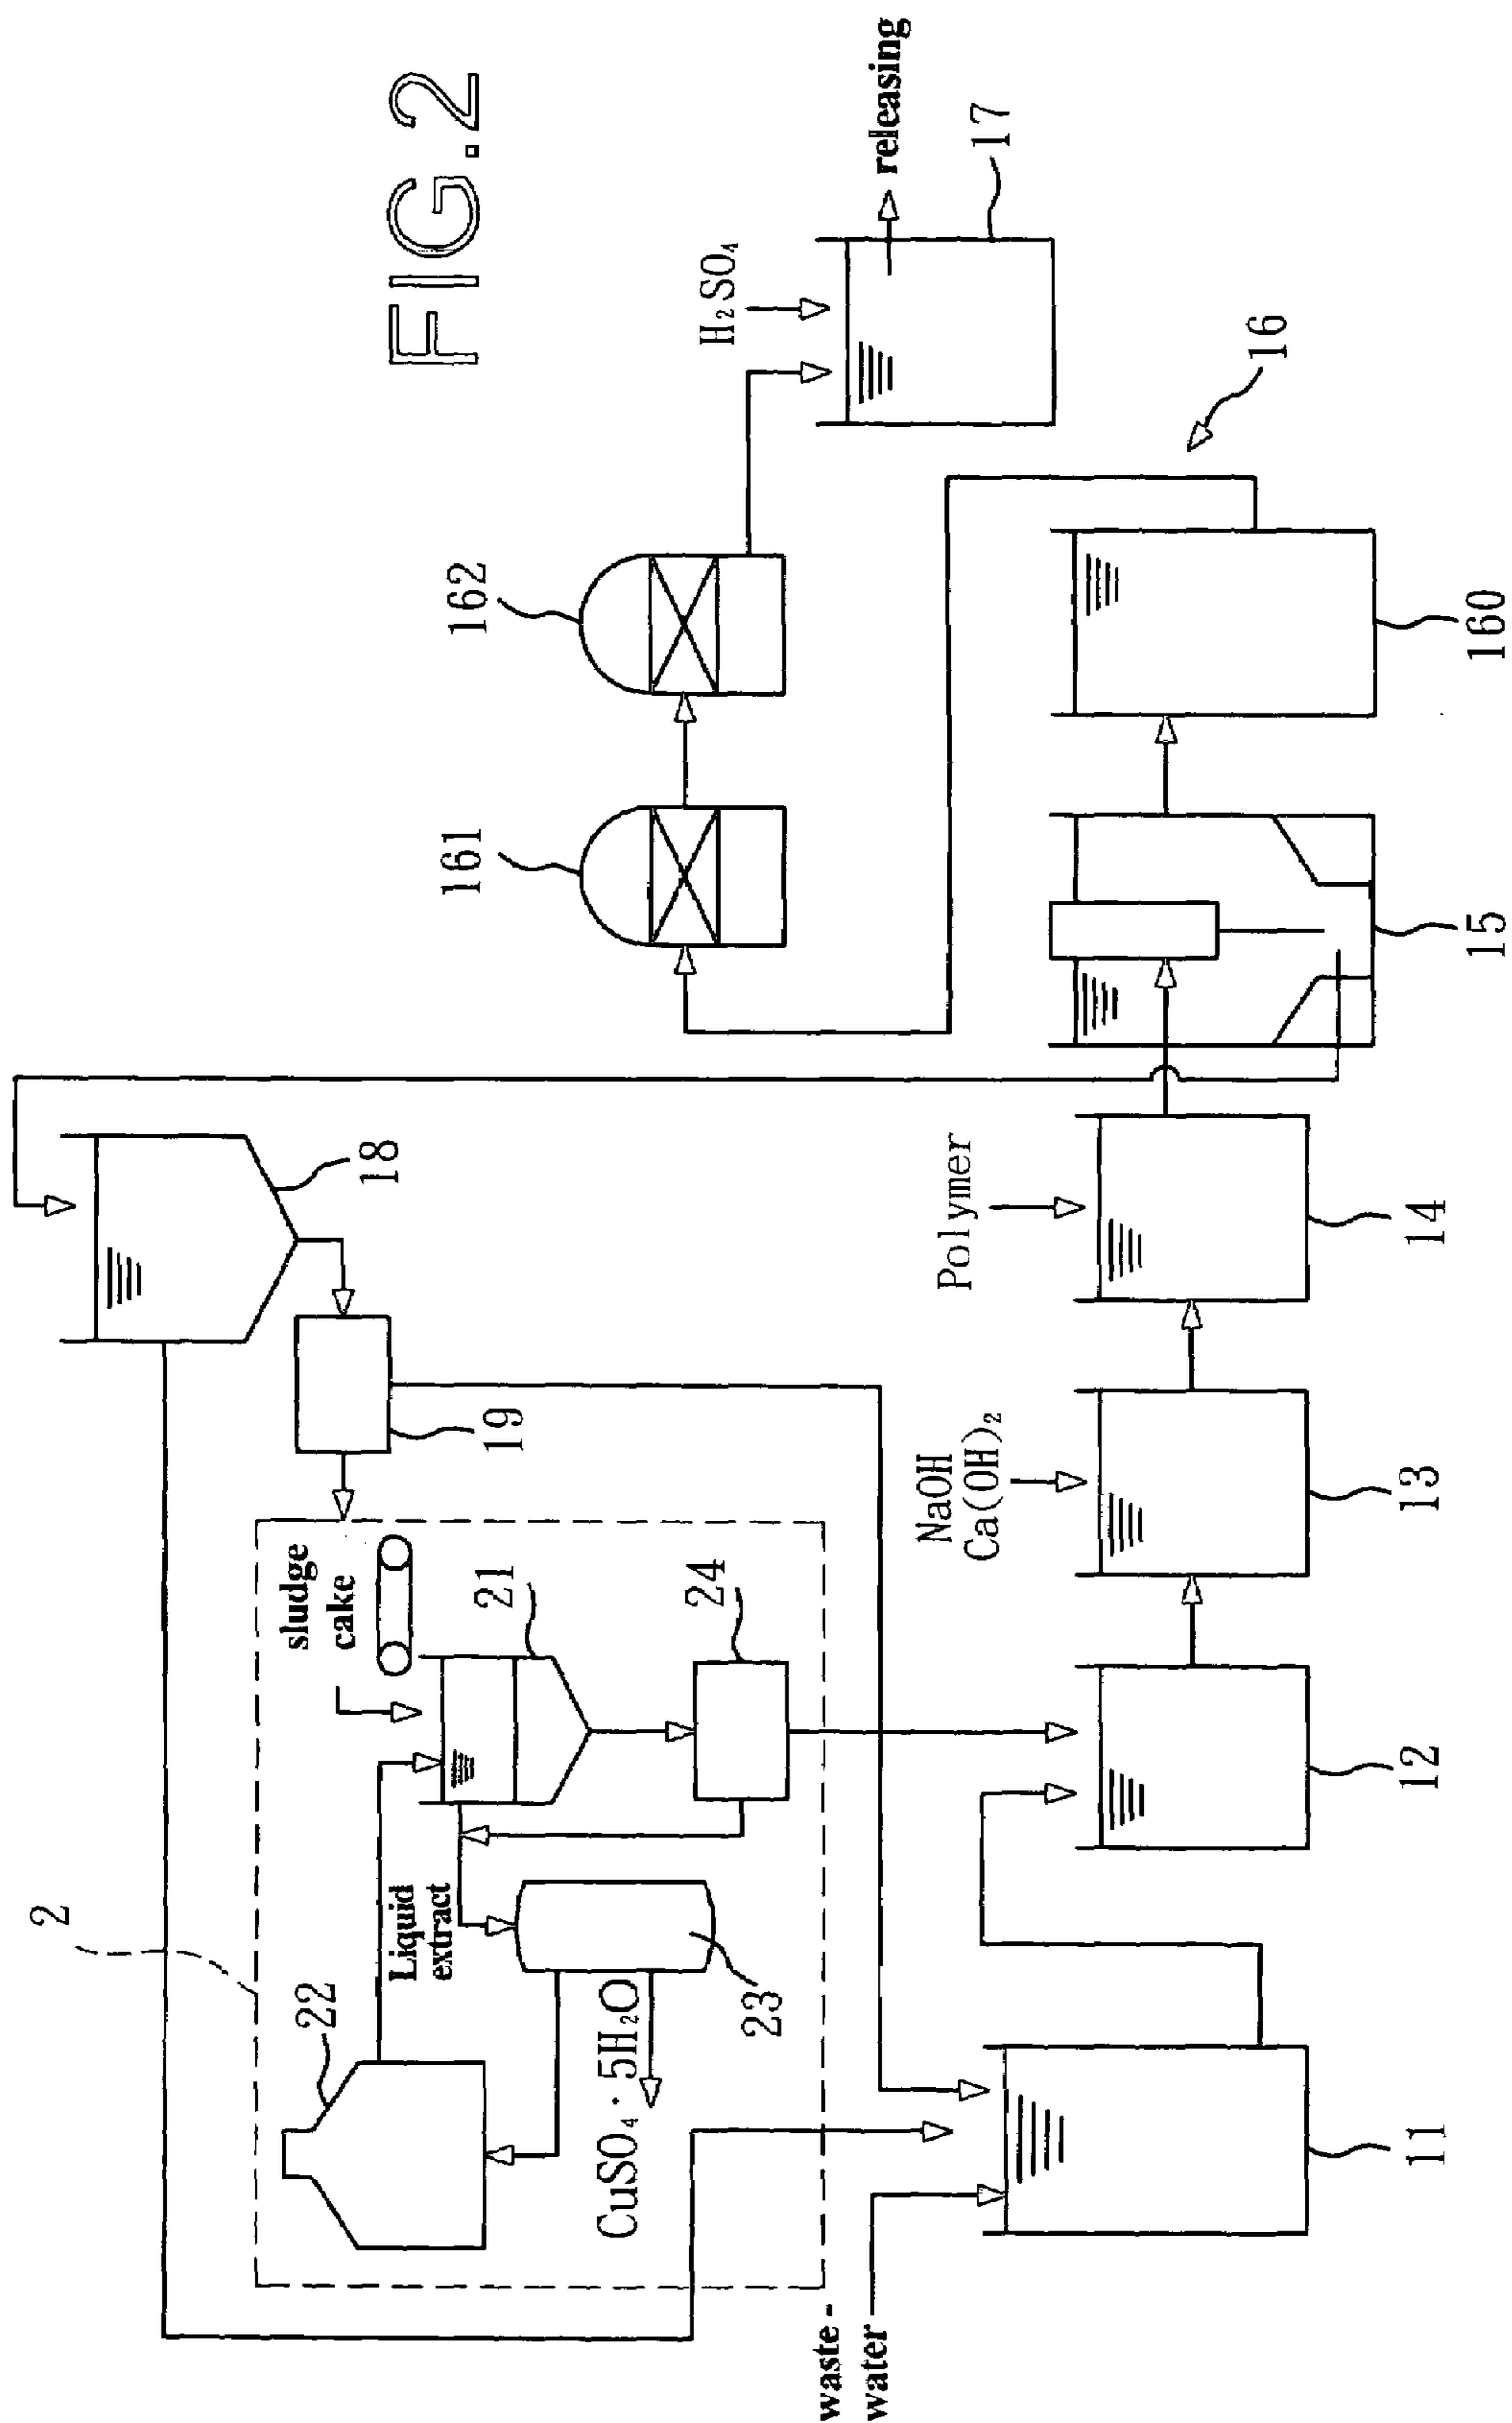 FIG.2
2
22
Liquid
extract
sludge
cake
21
24
23
CuSO₄・5H₂O
19
18
161
162
H₂SO₄
releasing
17
16
waste-
water
11
12
NaOH
Ca(OH)₂
13
Polymer
14
15
160